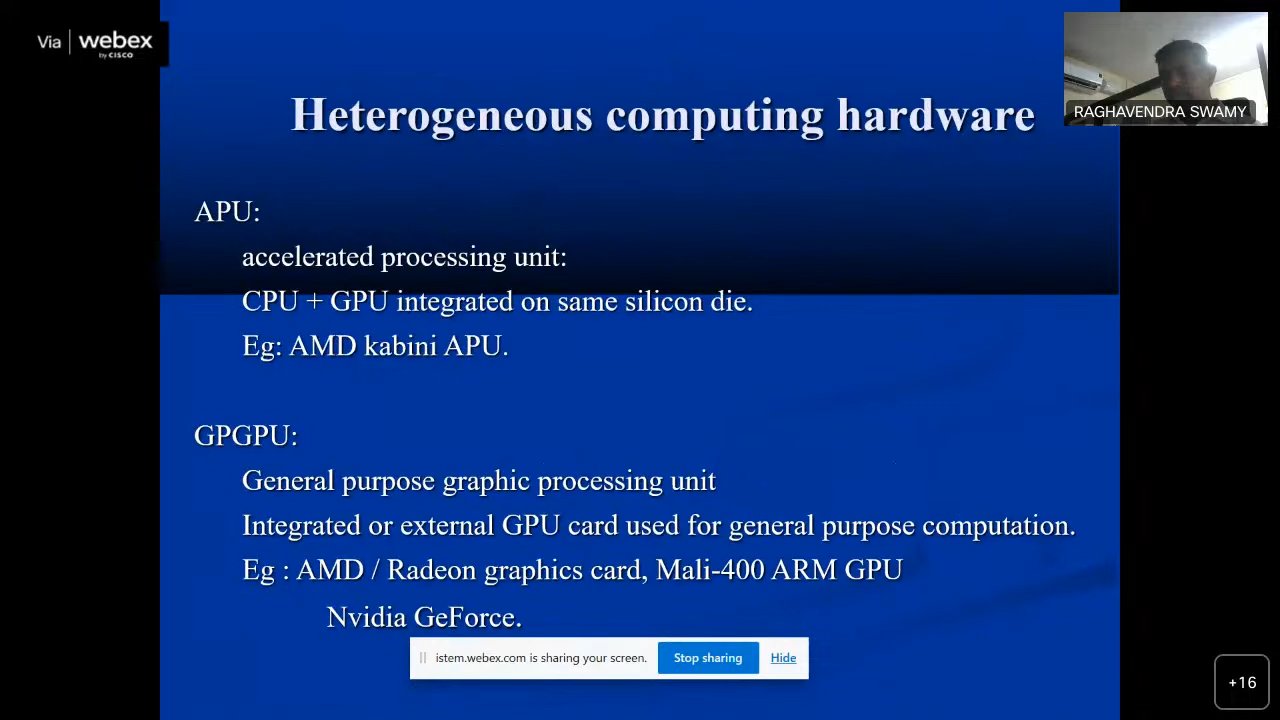 Via webex
by CISCO
RAGHAVENDRA SWAMY
Heterogeneous computing hardware
APU:
accelerated processing unit:
CPU + GPU integrated on same silicon die.
Eg: AMD kabini APU.
GPGPU:
General purpose graphic processing unit
Integrated or external GPU card used for general purpose computation.
Eg : AMD / Radeon graphics card, Mali-400 ARM GPU
Nvidia GeForce.
istem.webex.com is sharing your screen. Stop sharing Hide
+16